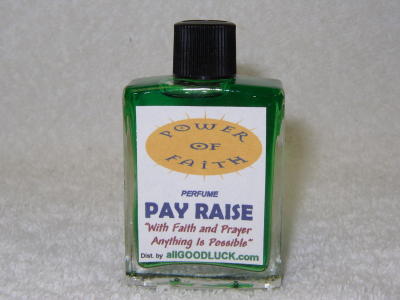 POWER
OF
FAITH
PERFUME
PAY RAISE
"With Faith and Prayer
Anything Is Possible"
Dist. by allGOODLUCK.com